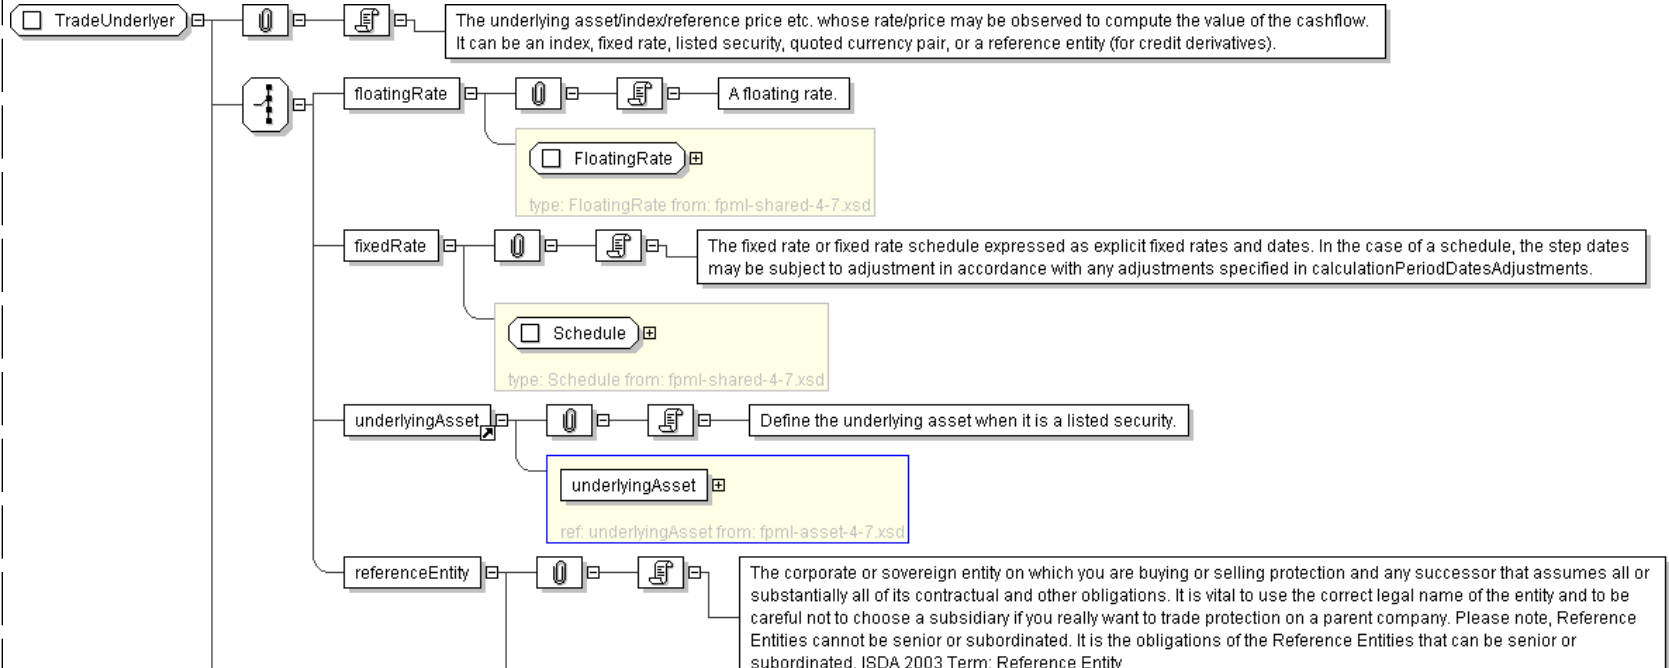 TradeUnderlyer
The underlying asset/index/reference price etc. whose rate/price may be observed to compute the value of the cashflow.
It can be an index, fixed rate, listed security, quoted currency pair, or a reference entity (for credit derivatives).
floatingRate
A floating rate.
FloatingRate
type: FloatingRate from: fpml-shared-4-7.xsd
fixedRate
The fixed rate or fixed rate schedule expressed as explicit fixed rates and dates. In the case of a schedule, the step dates
may be subject to adjustment in accordance with any adjustments specified in calculationPeriodDatesAdjustments.
Schedule
type: Schedule from: fpml-shared-4-7.xsd
underlyingAsset
Define the underlying asset when it is a listed security.
underlyingAsset
ref: underlyingAsset from: fpml-asset-4-7.xsd
referenceEntity
The corporate or sovereign entity on which you are buying or selling protection and any successor that assumes all or
substantially all of its contractual and other obligations. It is vital to use the correct legal name of the entity and to be
careful not to choose a subsidiary if you really want to trade protection on a parent company. Please note, Reference
Entities cannot be senior or subordinated. It is the obligations of the Reference Entities that can be senior or
subordinated. ISDA 2003 Term: Reference Entity